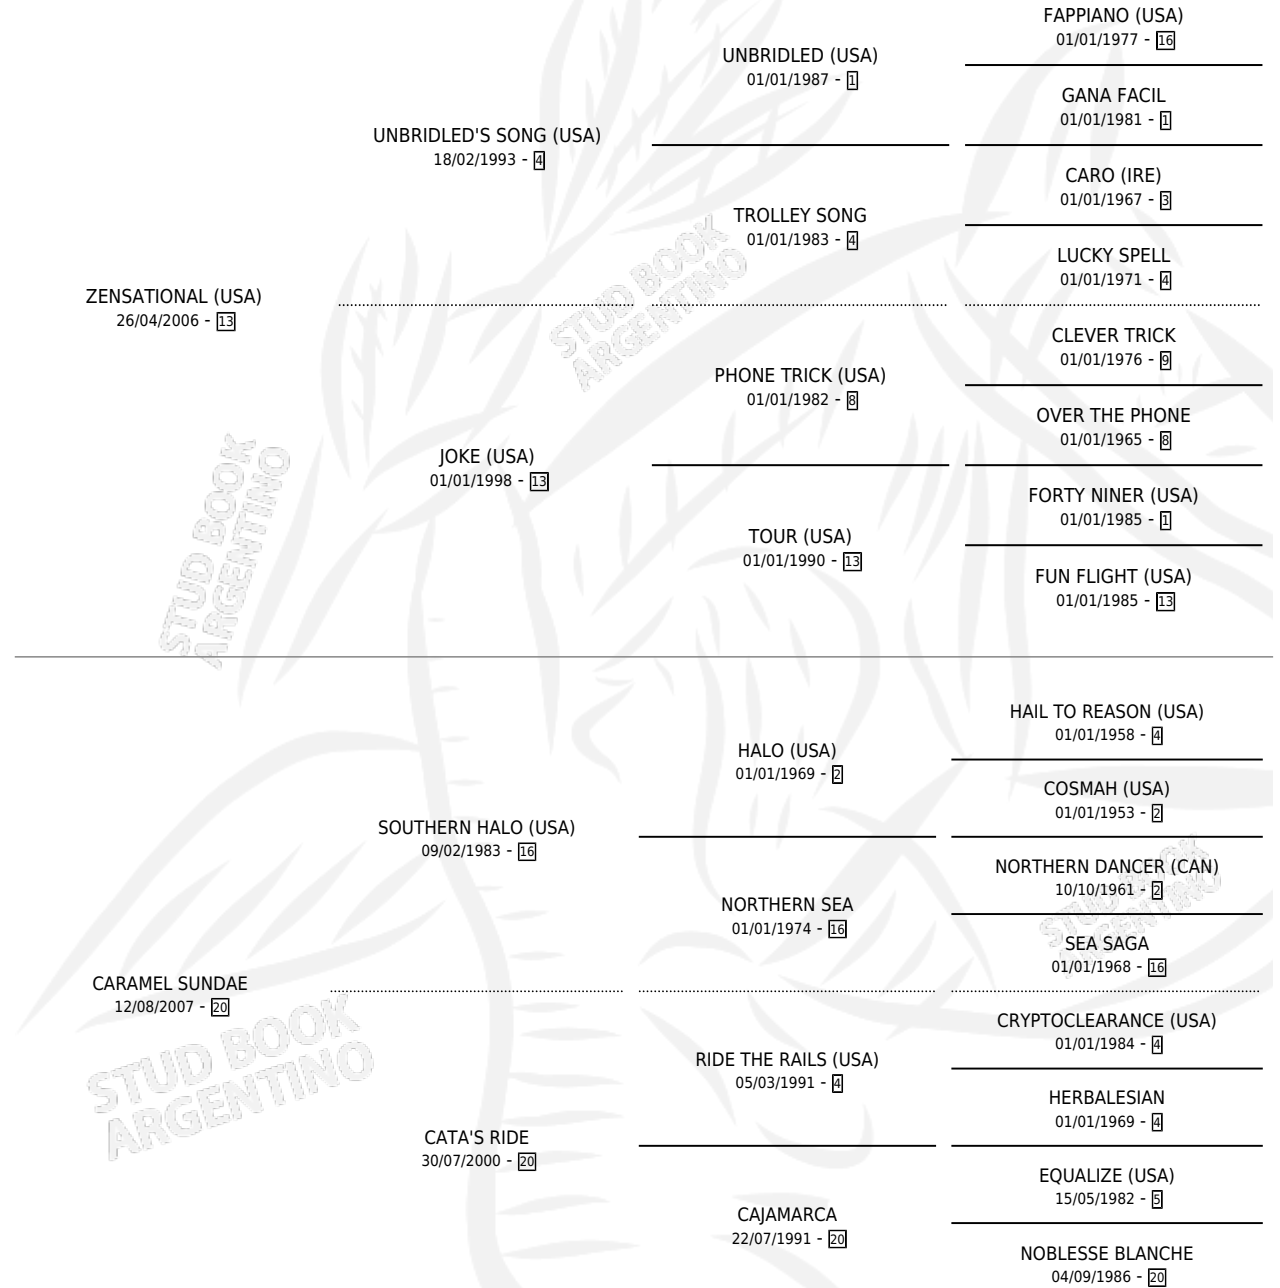 FAPPIANO (USA)
01/01/1977 - 16
UNBRIDLED (USA)
01/01/1987 - 1
GANA FACIL
01/01/1981 - 1
UNBRIDLED'S SONG (USA)
18/02/1993 - 4
CARO (IRE)
01/01/1967 - 3
TROLLEY SONG
01/01/1983 - 4
LUCKY SPELL
01/01/1971 - 4
ZENSATIONAL (USA)
26/04/2006 - 13
STUD BOOK
ARGENTINO
CLEVER TRICK
01/01/1976 - 9
PHONE TRICK (USA)
01/01/1982 - 8
OVER THE PHONE
01/01/1965 - 8
JOKE (USA)
01/01/1998 - 13
FORTY NINER (USA)
01/01/1985 - 1
TOUR (USA)
01/01/1990 - 13
FUN FLIGHT (USA)
01/01/1985 - 13
STUD BOOK
ARGENTINO
HAIL TO REASON (USA)
01/01/1958 - 4
HALO (USA)
01/01/1969 - 2
COSMAH (USA)
01/01/1953 - 2
SOUTHERN HALO (USA)
09/02/1983 - 16
NORTHERN DANCER (CAN)
10/10/1961 - 2
NORTHERN SEA
01/01/1974 - 16
SEA SAGA
01/01/1968 - 16
STUD BOOK
ARGENTINO
CARAMEL SUNDAE
12/08/2007 - 20
CRYPTOCLEARANCE (USA)
01/01/1984 - 4
RIDE THE RAILS (USA)
05/03/1991 - 4
HERBALESIAN
01/01/1969 - 4
STUD BOOK
ARGENTINO
CATA'S RIDE
30/07/2000 - 20
EQUALIZE (USA)
15/05/1982 - 5
CAJAMARCA
22/07/1991 - 20
NOBLESSE BLANCHE
04/09/1986 - 20